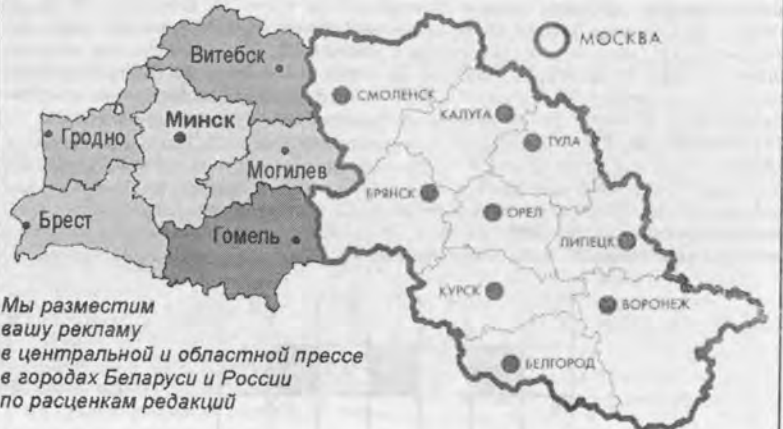 МОСКВА
Витебск
СМОЛЕНСК
КАЛУГА
Минск
Гродно
ТУЛА
Могилев
БРЯНСК
Брест
ОРЕЛ
Гомель
ЛИПЕЦК
КУРСК
ВОРОНЕЖ
БЕЛГОРОД
Мы разместим
вашу рекламу
в центральной и областной прессе
в городах Беларуси и России
по расценкам редакций